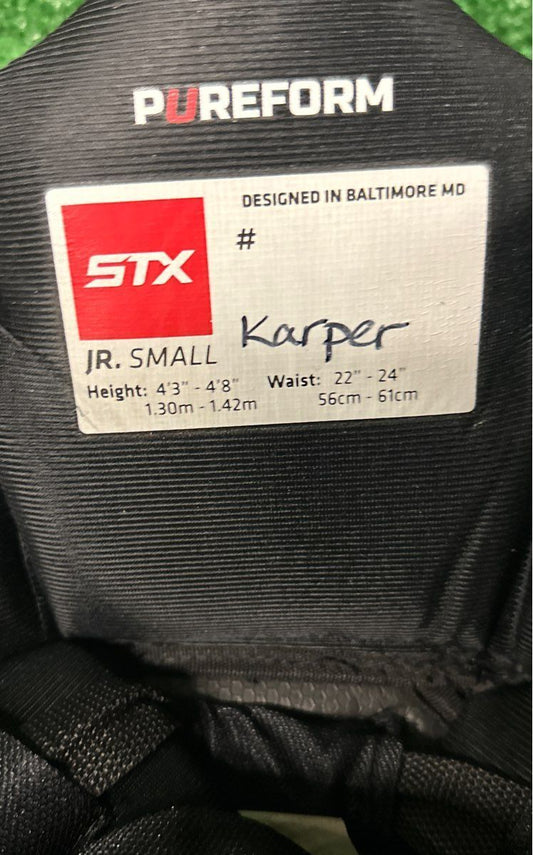 PUREFORM
DESIGNED IN BALTIMORE MD
STX
#
Karper
JR. SMALL
Height: 4'3" - 4'8" Waist: 22" - 24"
1.30m - 1.42m 56cm - 61cm